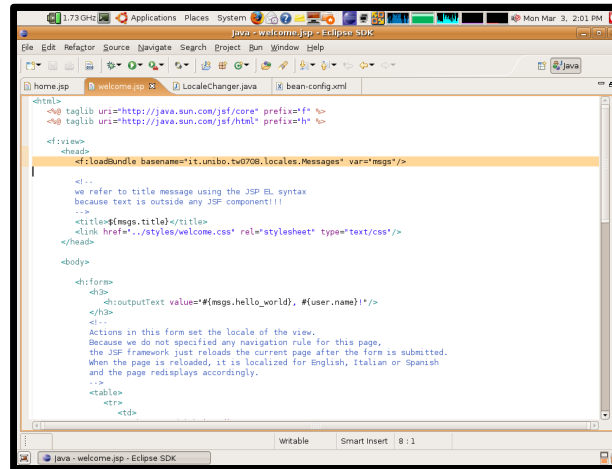 1.73 GHz Applications Places System Mon Mar 3, 2:01 PM
Java - welcome.jsp - Eclipse SDK
File Edit Refactor Source Navigate Search Project Run Window Help
Java
home.jsp welcome.jsp LocaleChanger.java bean-config.xml
<html>
<%@ taglib uri="http://java.sun.com/jsf/core" prefix="f" %>
<%@ taglib uri="http://java.sun.com/jsf/html" prefix="h" %>
<f:view>
<head>
<f:loadBundle basename="it.unibo.tw0708.locales.Messages" var="msgs"/>
<!--
we refer to title message using the JSP EL syntax
because text is outside any JSF component!!!
-->
<title>${msgs.title}</title>
<link href="../styles/welcome.css" rel="stylesheet" type="text/css"/>
</head>
<body>
<h:form>
<h3>
<h:outputText value="#{msgs.hello_world}, #{user.name}!"/>
</h3>
<!--
Actions in this form set the locale of the view.
Because we do not specified any navigation rule for this page,
the JSF framework just reloads the current page after the form is submitted.
When the page is reloaded, it is localized for English, Italian or Spanish
and the page redisplays accordingly.
-->
<table>
<tr>
<td>
Writable Smart Insert 8 : 1
Java - welcome.jsp - Eclipse SDK